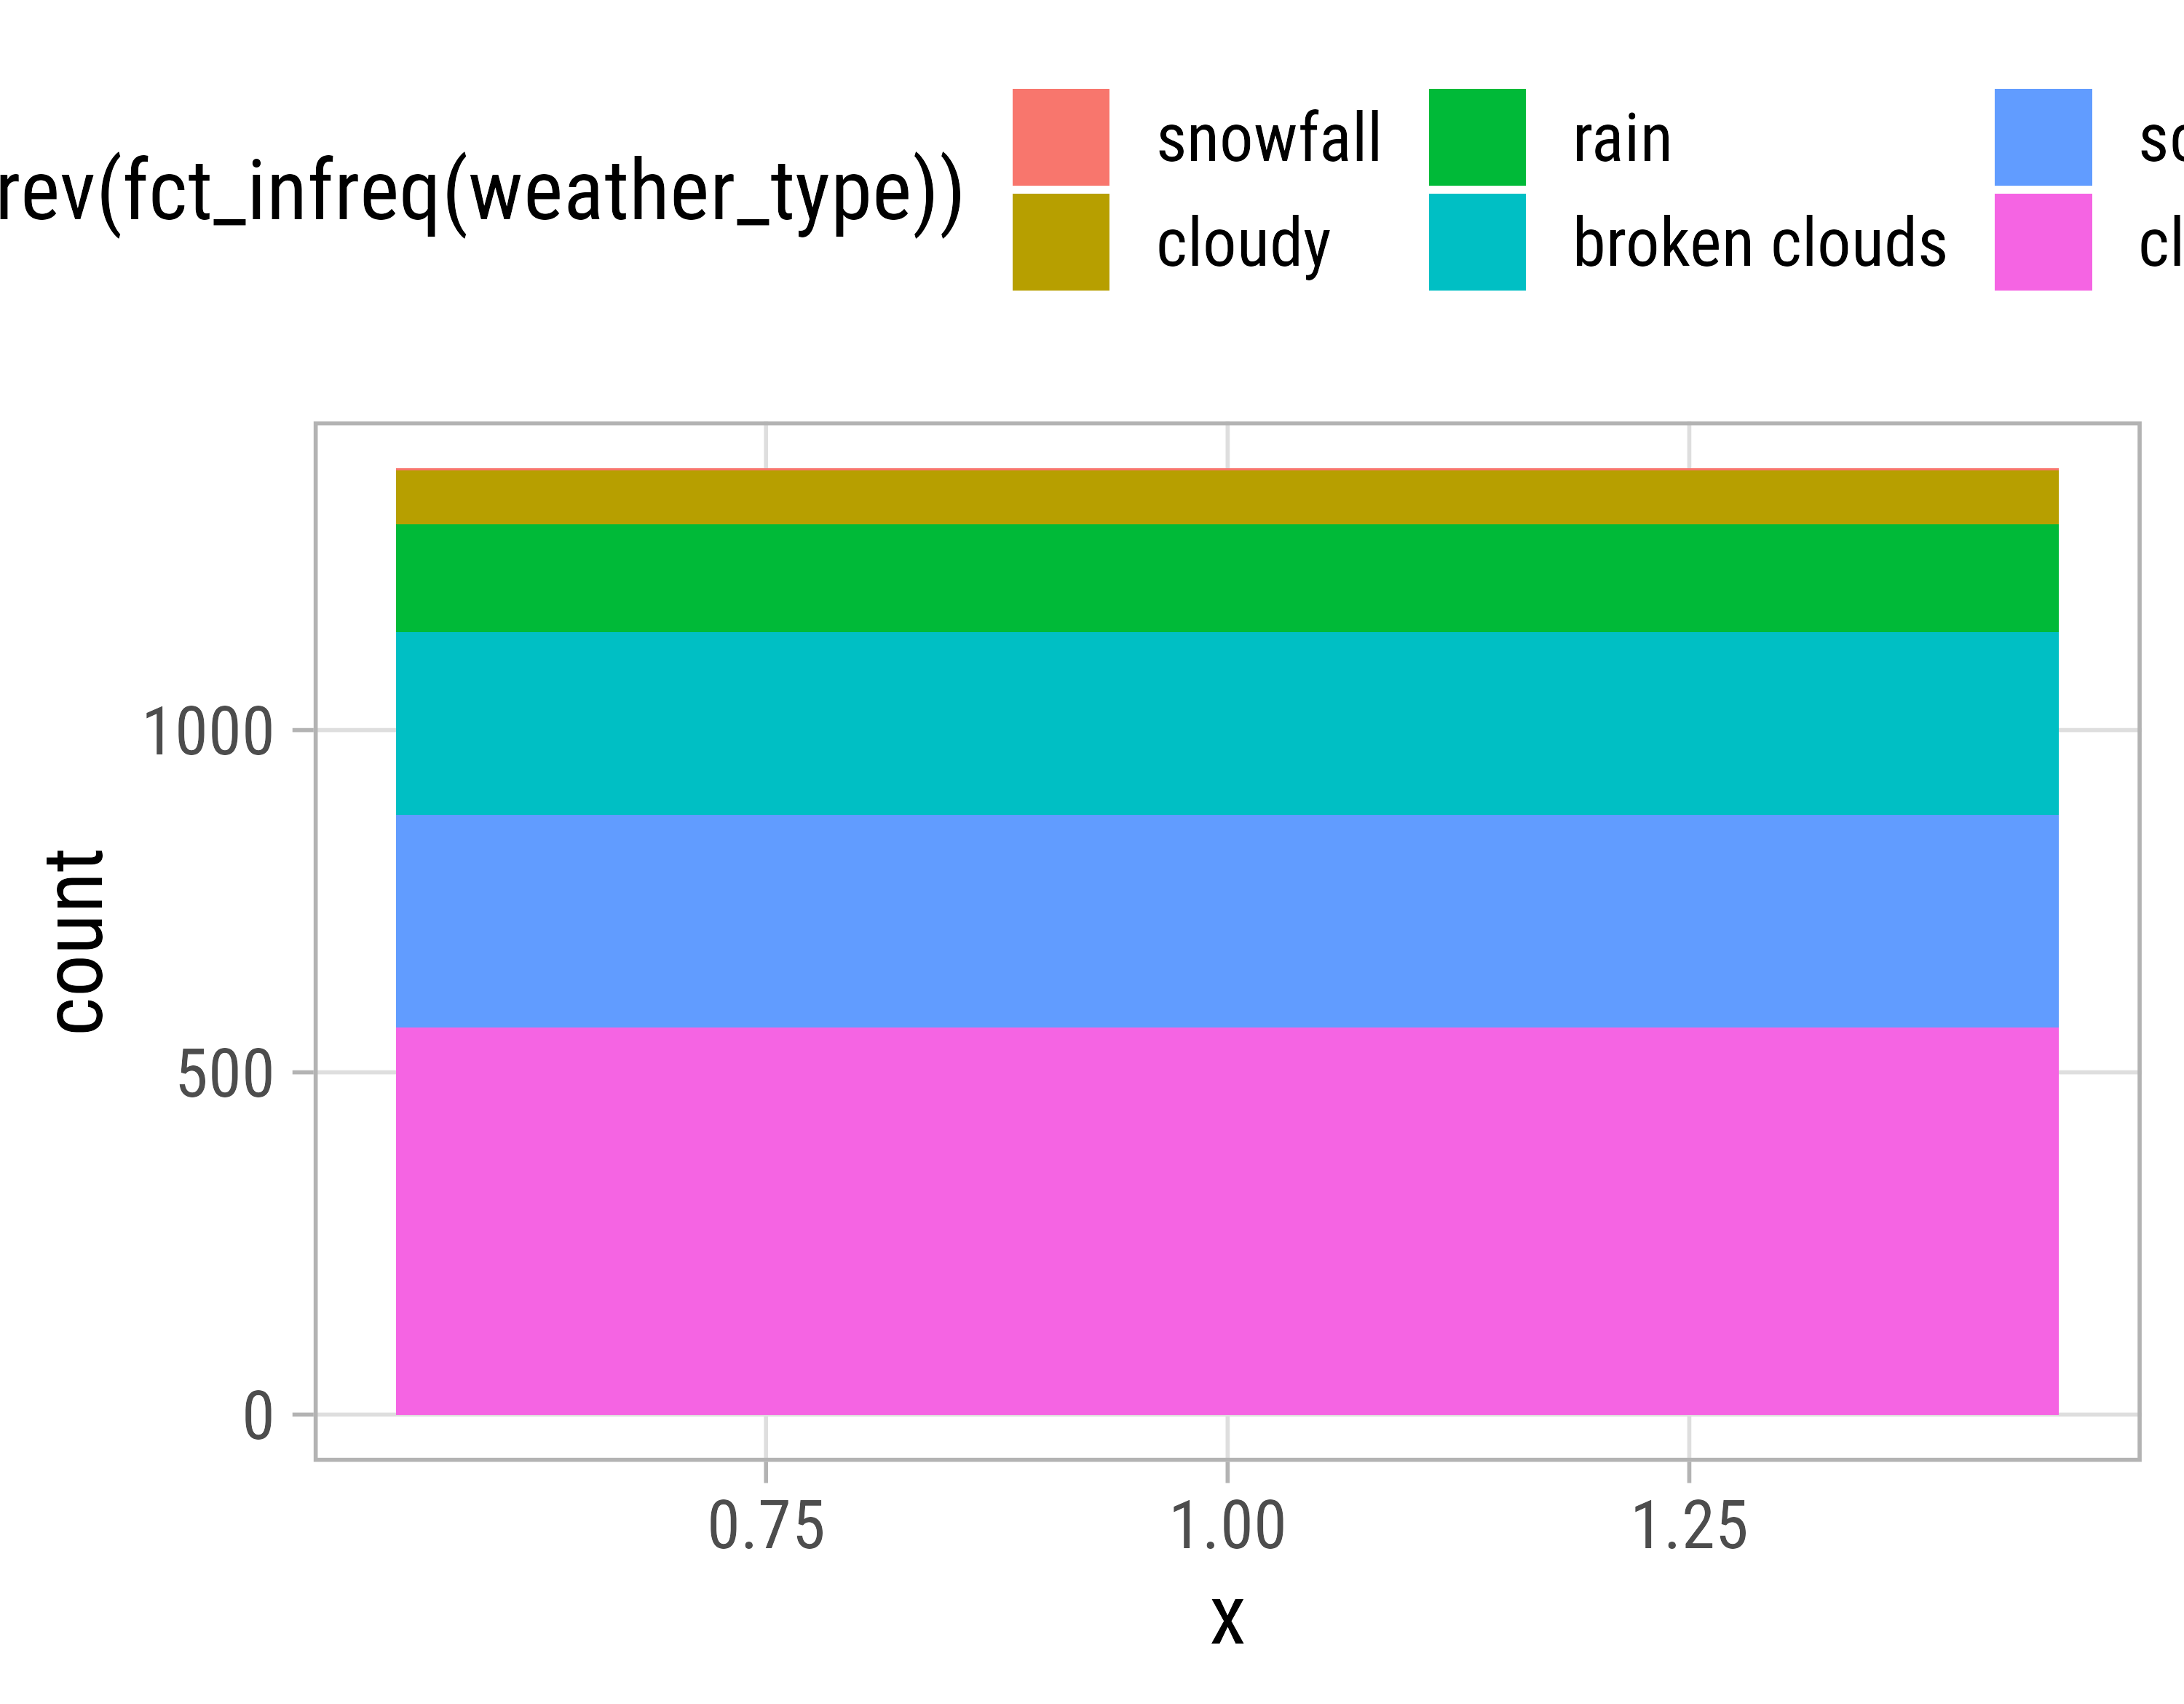 rev(fct_infreq(weather_type))
snowfall
rain
cloudy
broken clouds
1000
500
0
count
0.75
1.00
1.25
x